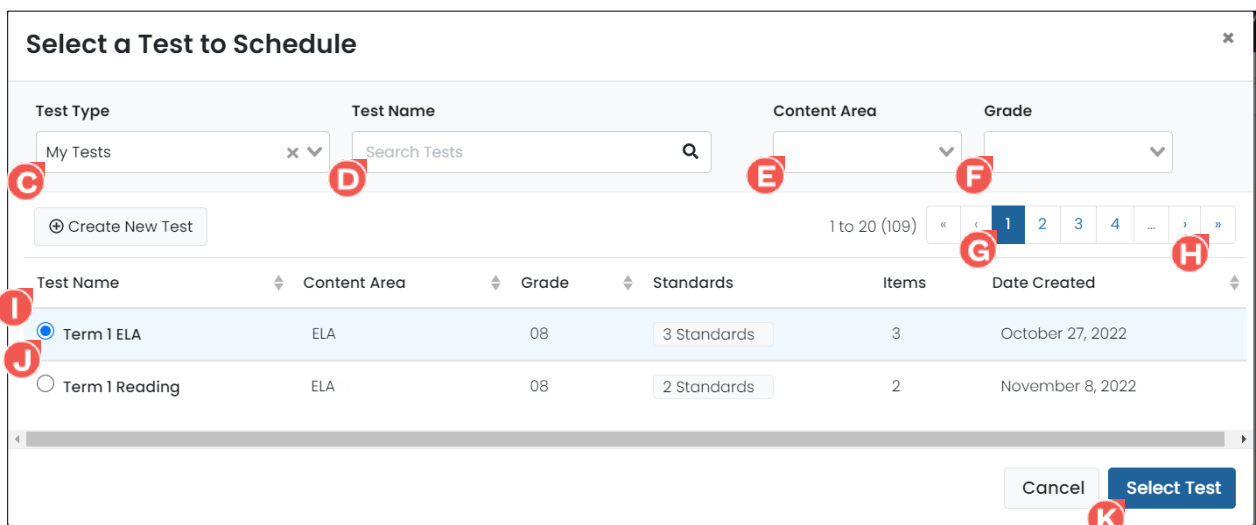 Select a Test to Schedule ×
Test Type Test Name Content Area Grade
My Tests × Search Tests
C D E F
⊕ Create New Test 1 to 20 (109) « ‹ 1 2 3 4 ... › »
G H
Test Name Content Area Grade Standards Items Date Created
I
Term 1 ELA ELA 08 3 Standards 3 October 27, 2022
J
Term 1 Reading ELA 08 2 Standards 2 November 8, 2022
Cancel Select Test
K